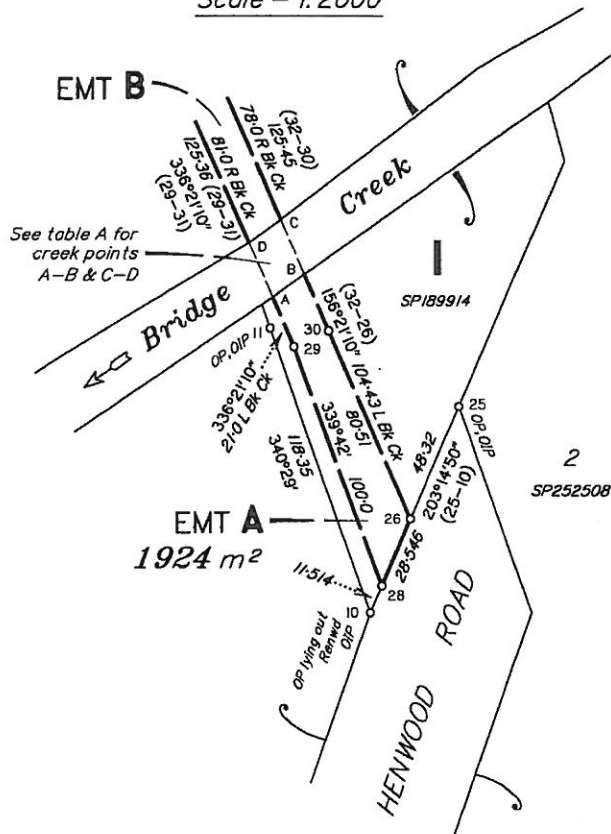 Scale – 1: 2000
EMT B
78·0 R Bk Ck
125·45
(32–30)
81·0 R Bk Ck
125·36 (29–31)
336°21'10"
(29–31)
Creek
See table A for
creek points
A–B & C–D
D
C
B
A
Bridge
I
SP189914
OP,OIP 11
30
29
(32–26)
156°21'10"
104·43 L Bk Ck
80·51
336°21'10"
21·0 L Bk Ck
339°42'
100·0
118·35
340°29'
25
OP,OIP
48·32
203°14'50"
(25–10)
2
SP252508
EMT A
1924 m²
26
28·546
11·514
28
10
OP lying out
Renwd
OIP
HENWOOD ROAD